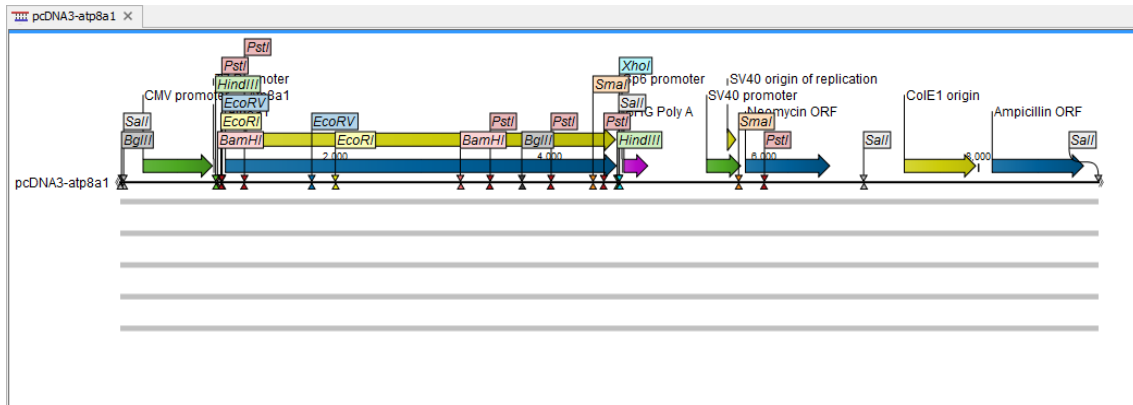 pcDNA3-atp8a1
PstI
PstI
XhoI
HindIII
SmaI
Sp6 promoter
SV40 origin of replication
CMV promoter
EcoRV
SalI
SV40 promoter
ColE1 origin
Ampicillin ORF
SalI
EcoRI
EcoRV
PstI
PstI
Poly A
SmaI
Neomycin ORF
BglII
BamHI
EcoRI
BamHI
BglII
PstI
HindIII
PstI
SalI
SalI
2,000
4,000
6,000
8,000
pcDNA3-atp8a1